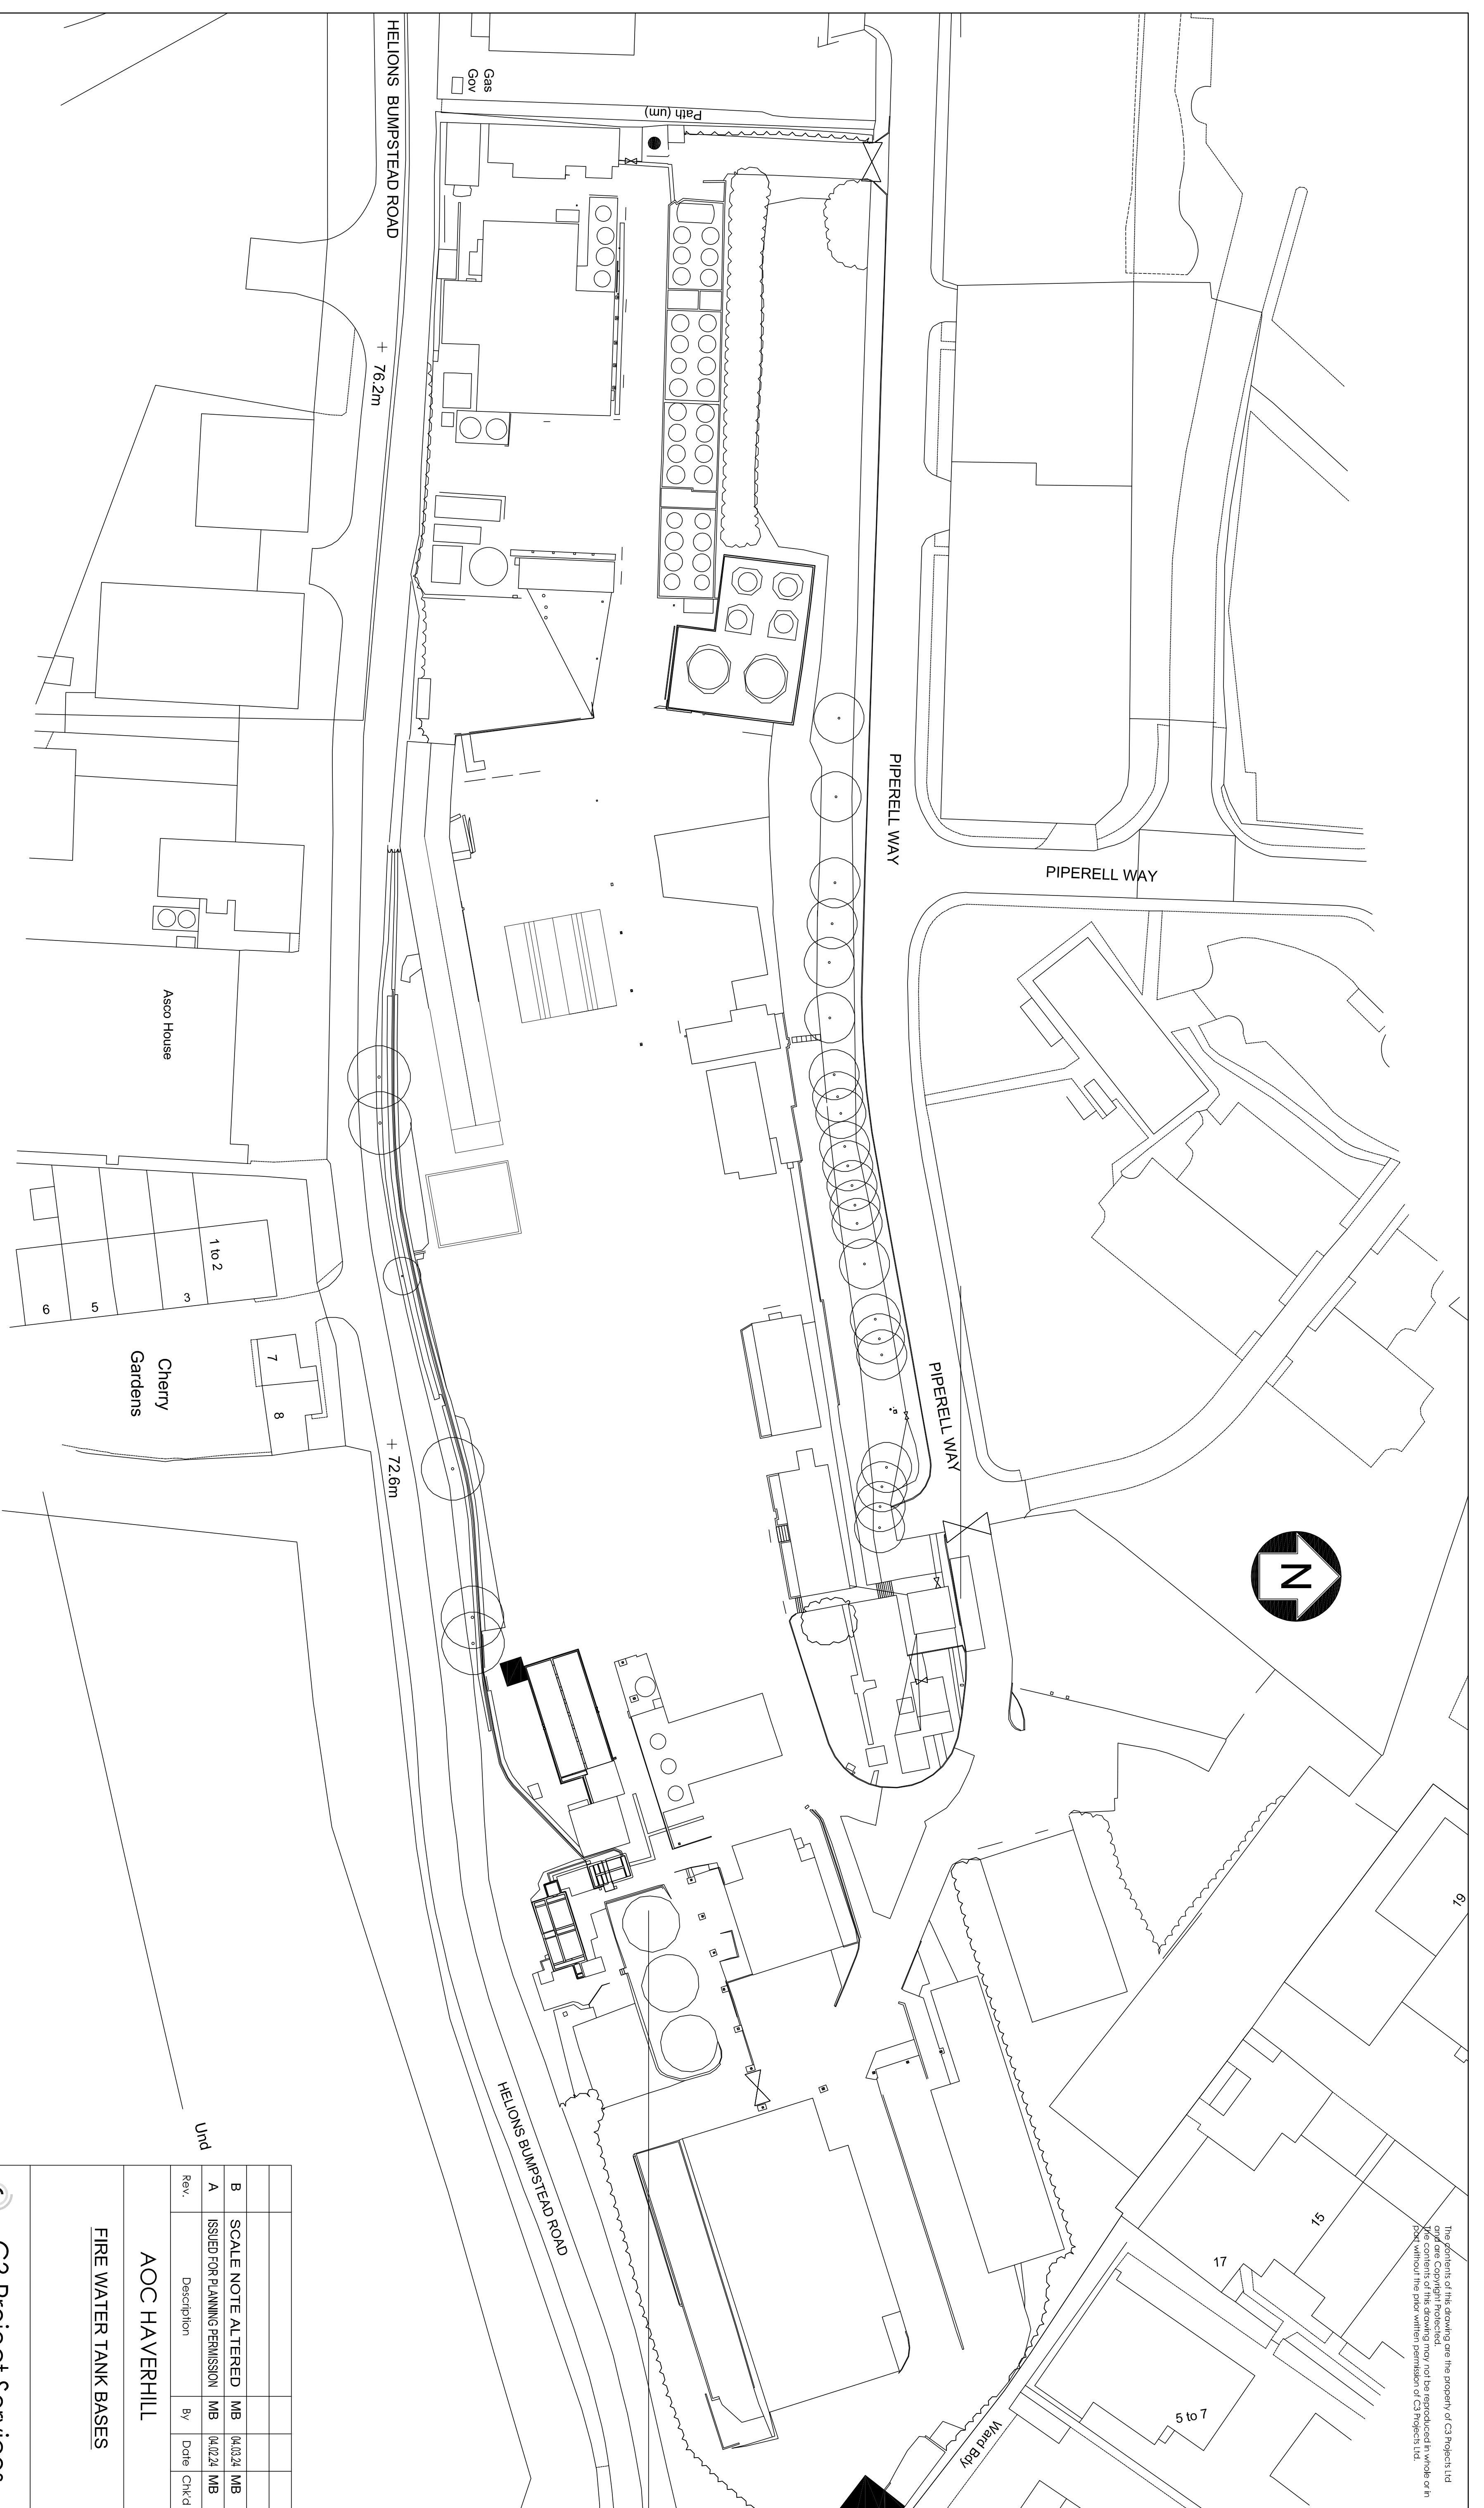 The contents of this drawing are the property of C3 Projects Ltd
and are Copyright Protected.
The contents of this drawing may not be reproduced in whole or in
part without the prior written permission of C3 Projects Ltd.
HELIONS BUMPSTEAD ROAD
Gas
Gov
Path (um)
76.2m
PIPERELL WAY
PIPERELL WAY
PIPERELL WAY
Asco House
1 to 2
3
5
6
7
8
Cherry
Gardens
72.6m
N
19
15
17
5 to 7
Ward Bdy
HELIONS BUMPSTEAD ROAD
Und
B SCALE NOTE ALTERED MB 04.03.24 MB
A ISSUED FOR PLANNING PERMISSION MB 04.02.24 MB
Rev. Description By Date Chk'd
AOC HAVERHILL
FIRE WATER TANK BASES